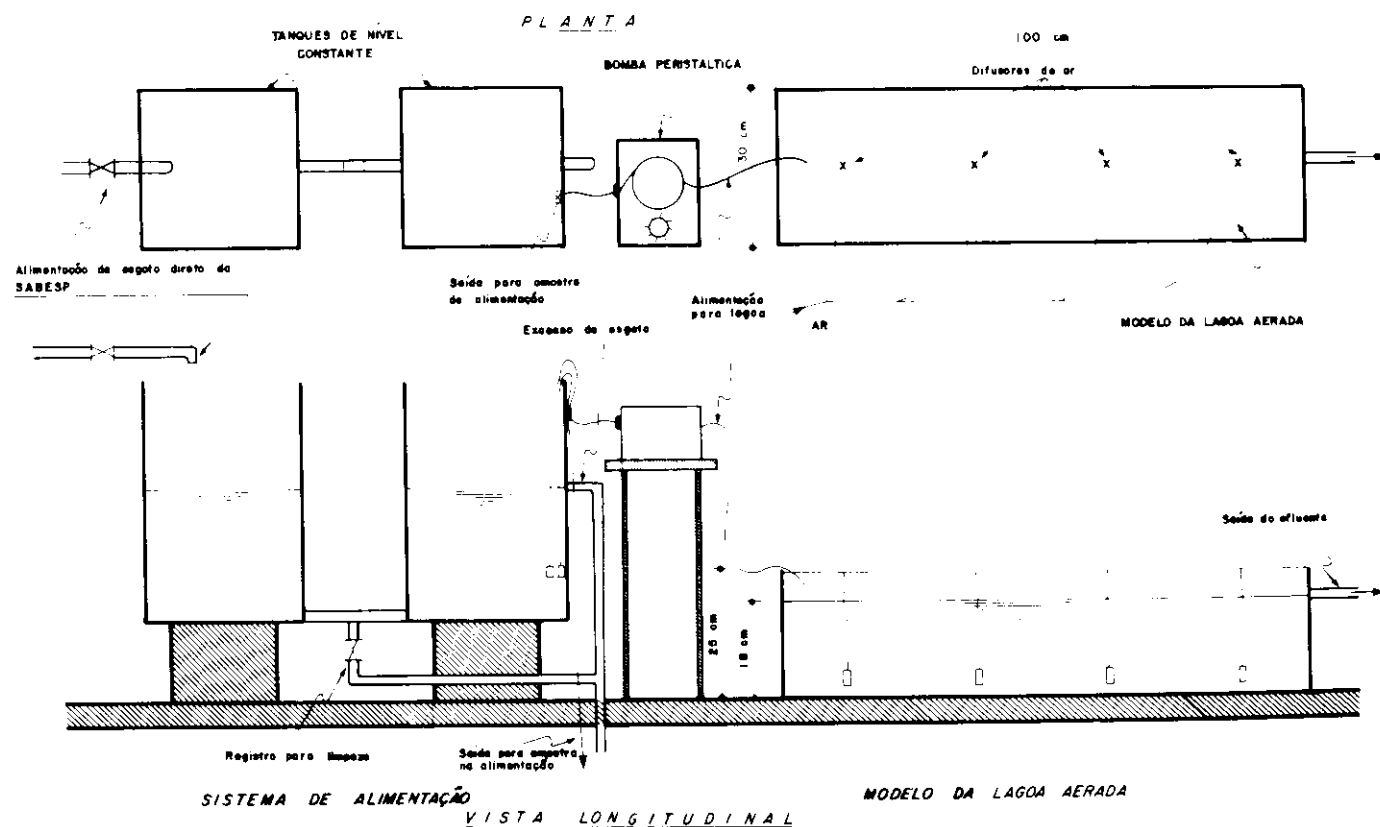 PLANTA
TANQUES DE NÍVEL
CONSTANTE
BOMBA PERISTÁLTICA
100 cm
Difusores de ar
30 cm
Alimentação de esgoto direto da
SABESP
Saída para amostra
de alimentação
Alimentação
para lagoa
AR
MODELO DA LAGOA AERADA
Excesso de esgoto
Saída do efluente
25 cm
18 cm
Registro para limpeza
Saída para amostra
na alimentação
SISTEMA DE ALIMENTAÇÃO
MODELO DA LAGOA AERADA
VISTA LONGITUDINAL